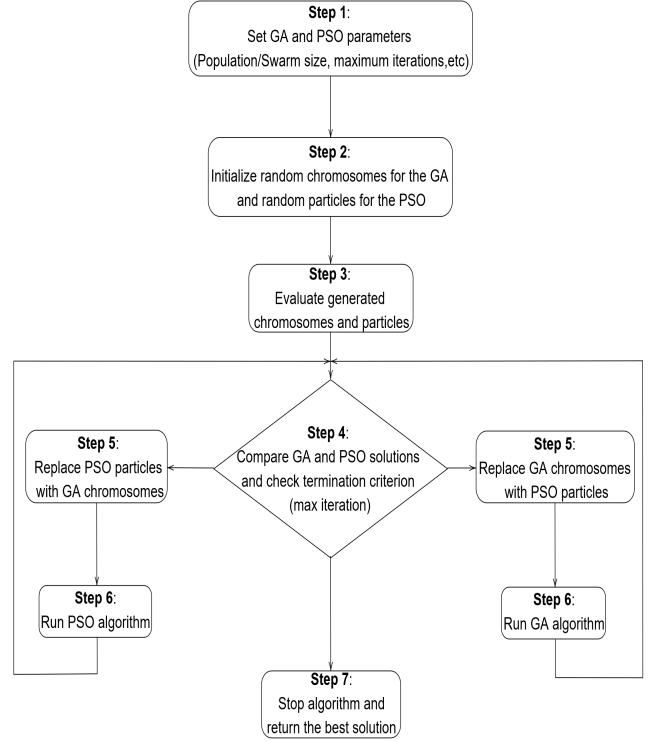 Step 1:
Set GA and PSO parameters
(Population/Swarm size, maximum iterations,etc)
Step 2:
Initialize random chromosomes for the GA
and random particles for the PSO
Step 3:
Evaluate generated
chromosomes and particles
Step 4:
Compare GA and PSO solutions
and check termination criterion
(max iteration)
Step 5:
Replace PSO particles
with GA chromosomes
Step 5:
Replace GA chromosomes
with PSO particles
Step 6:
Run PSO algorithm
Step 6:
Run GA algorithm
Step 7:
Stop algorithm and
return the best solution